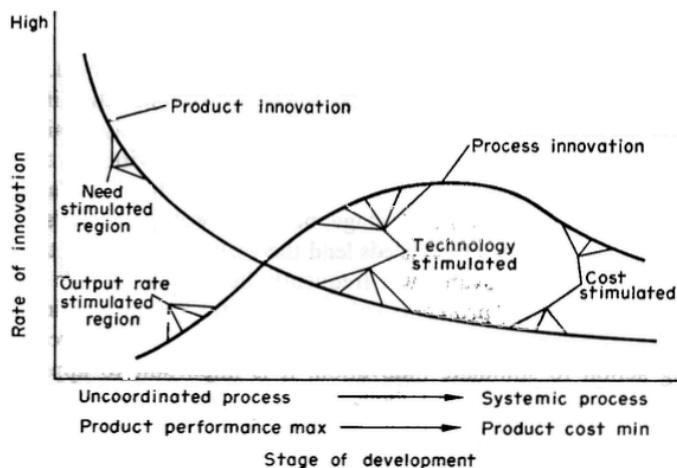 High
Product innovation
Process innovation
Need
stimulated
region
Technology
stimulated
Output rate
stimulated
region
Cost
stimulated
Rate of innovation
Uncoordinated process
Systemic process
Product performance max
Product cost min
Stage of development